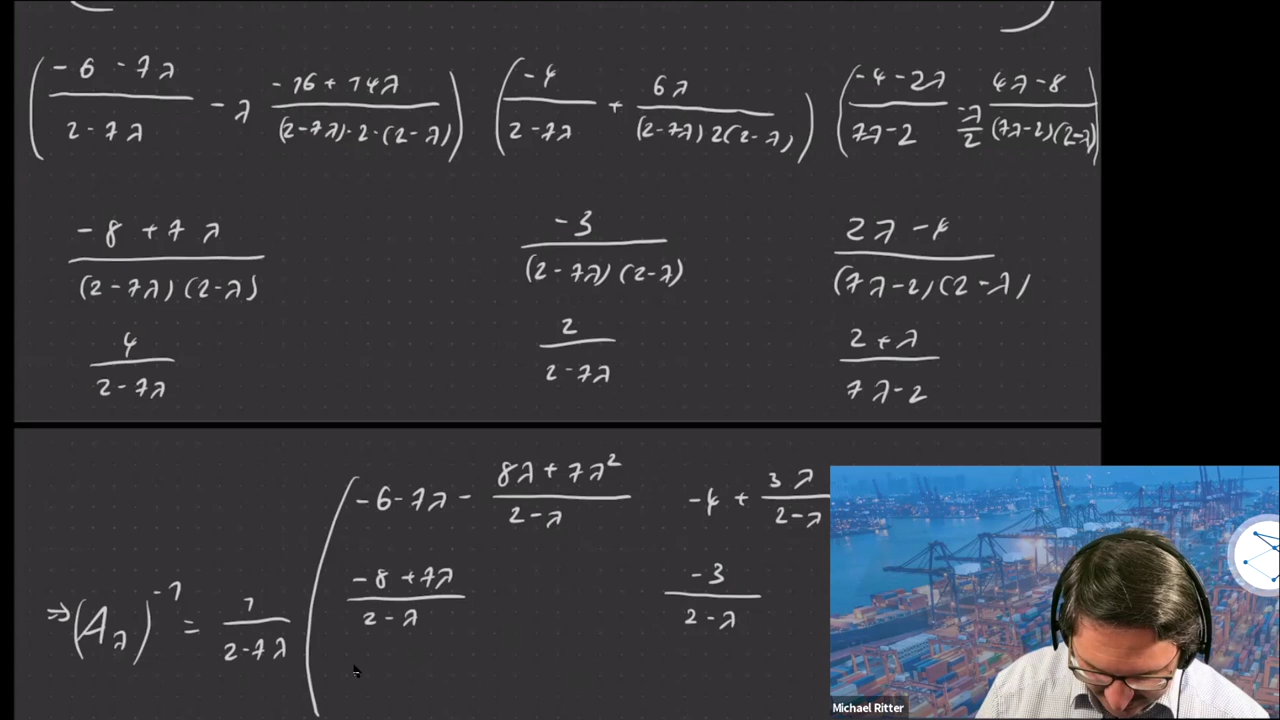 (-6 -7λ / 2-7λ - λ -16+14λ / (2-7λ)·2·(2-λ)) (-4 / 2-7λ + 6λ / (2-7λ)2(2-λ)) (-4-2λ / 7λ-2 - λ/2 4λ-8 / (7λ-2)(2-λ))
-8 +7λ / (2-7λ)(2-λ) -3 / (2-7λ)(2-λ) 2λ-4 / (7λ-2)(2-λ)
4 / 2-7λ 2 / 2-7λ 2+λ / 7λ-2
-6-7λ - 8λ+7λ² / 2-λ -4 + 3λ / 2-λ
-8+7λ / 2-λ -3 / 2-λ
⇒ (A_λ)^-1 = 1 / 2-7λ (
Michael Ritter